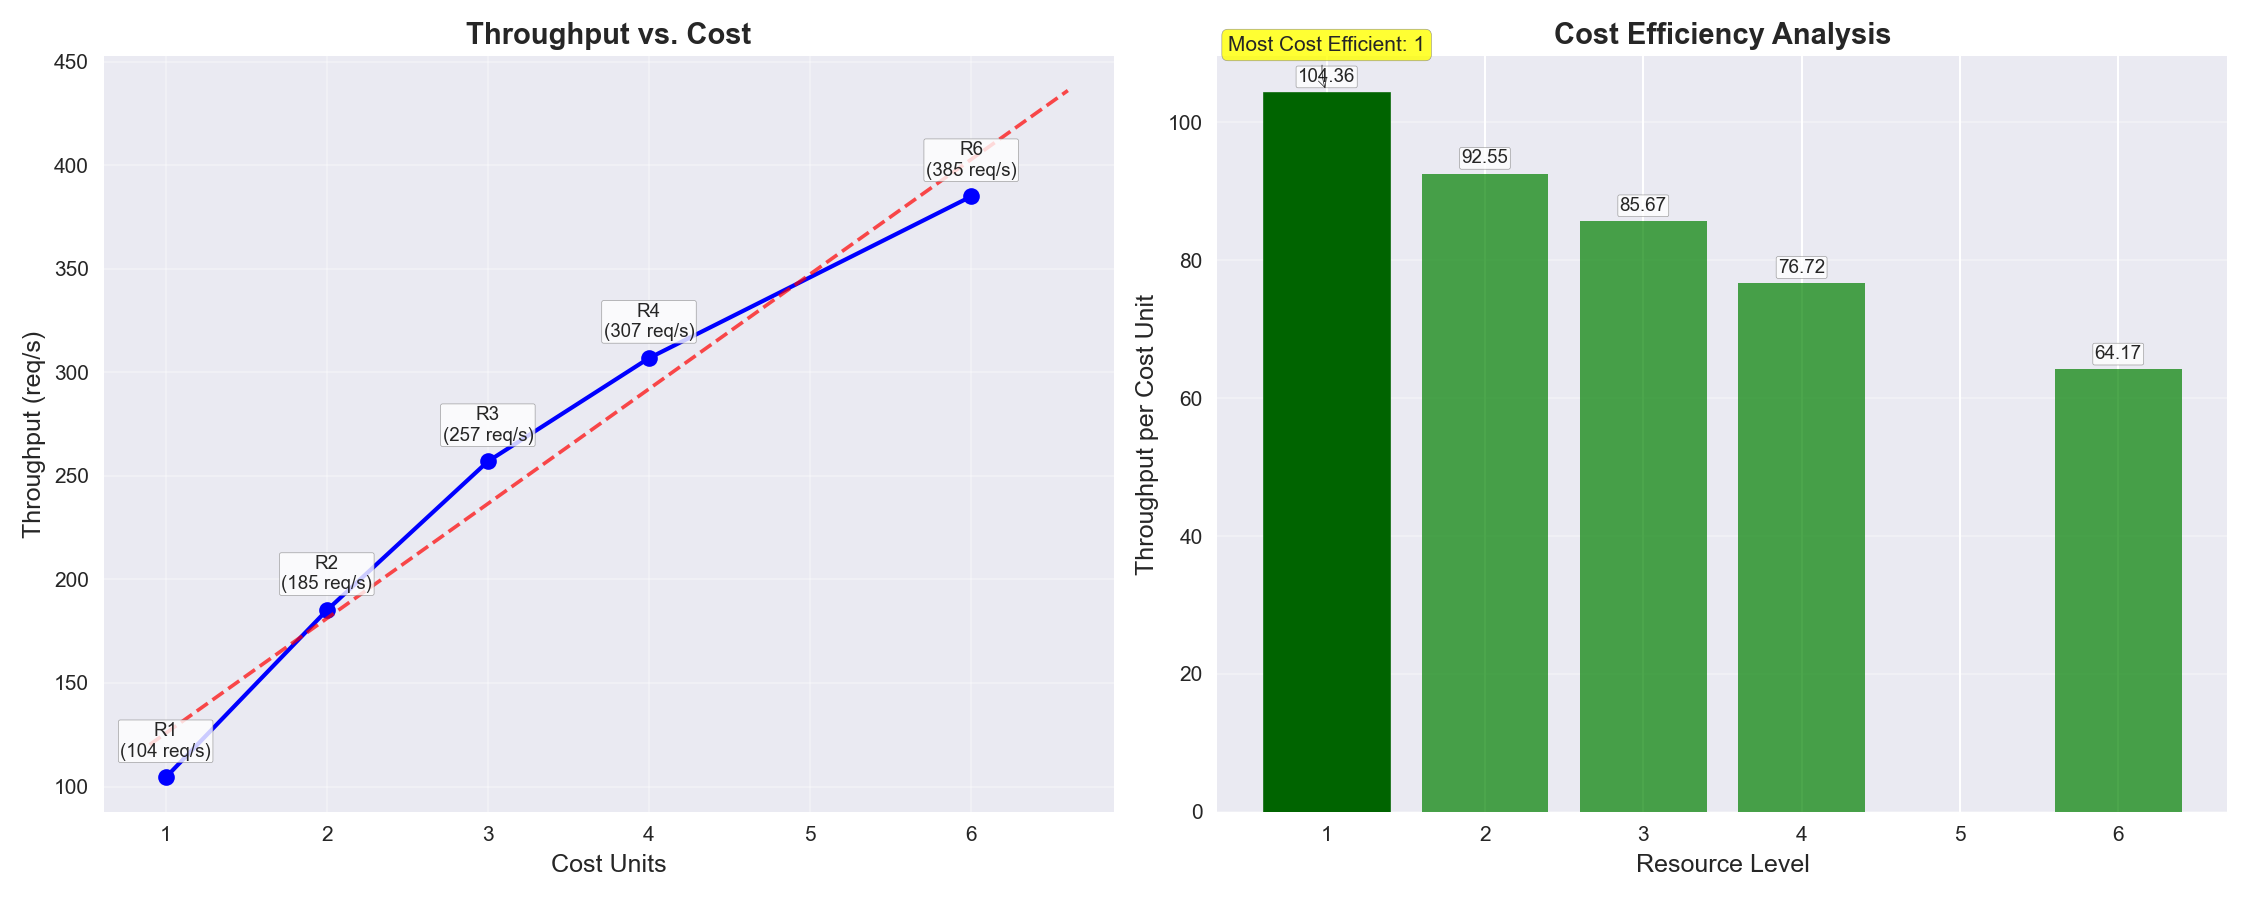 Throughput vs. Cost
450
400
350
300
250
200
150
100
Throughput (req/s)
R1
(104 req/s)
R2
(185 req/s)
R3
(257 req/s)
R4
(307 req/s)
R6
(385 req/s)
1 2 3 4 5 6
Cost Units
Cost Efficiency Analysis
Most Cost Efficient: 1
100
80
60
40
20
0
Throughput per Cost Unit
104.36
92.55
85.67
76.72
64.17
1 2 3 4 5 6
Resource Level